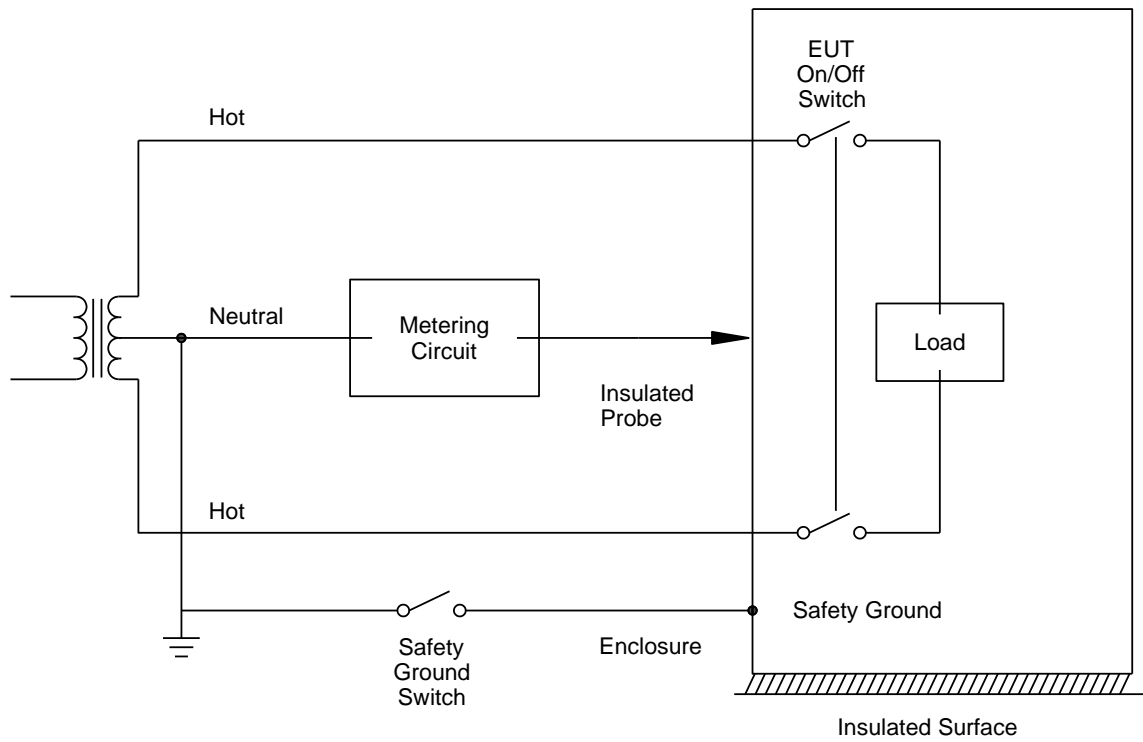 EUT
On/Off
Switch
Hot
Neutral
Metering
Circuit
Load
Insulated
Probe
Hot
Safety Ground
Enclosure
Safety
Ground
Switch
Insulated Surface